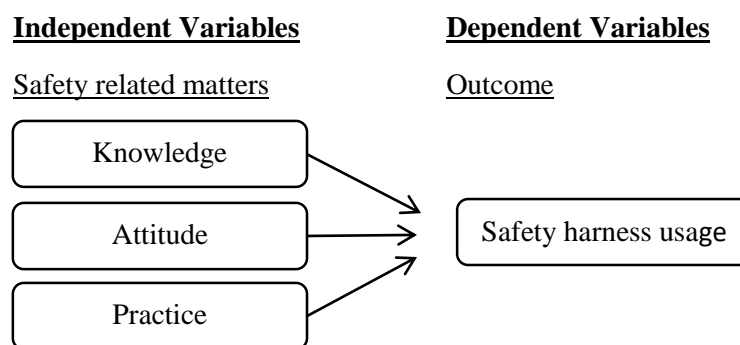 Independent Variables
Dependent Variables
Safety related matters
Outcome
Knowledge
Attitude
Safety harness usage
Practice